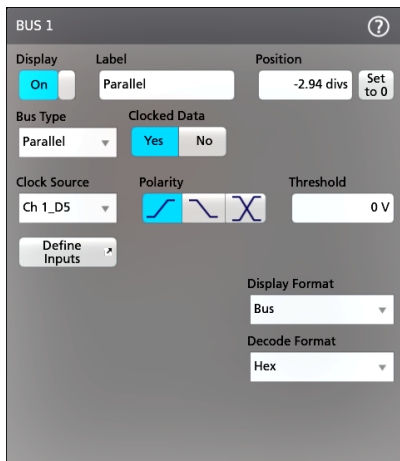 BUS 1
?
Display Label Position
On Parallel -2.94 divs Set
to 0
Bus Type Clocked Data
Parallel Yes No
Clock Source Polarity Threshold
Ch 1_D5 0 V
Define
Inputs
Display Format
Bus
Decode Format
Hex